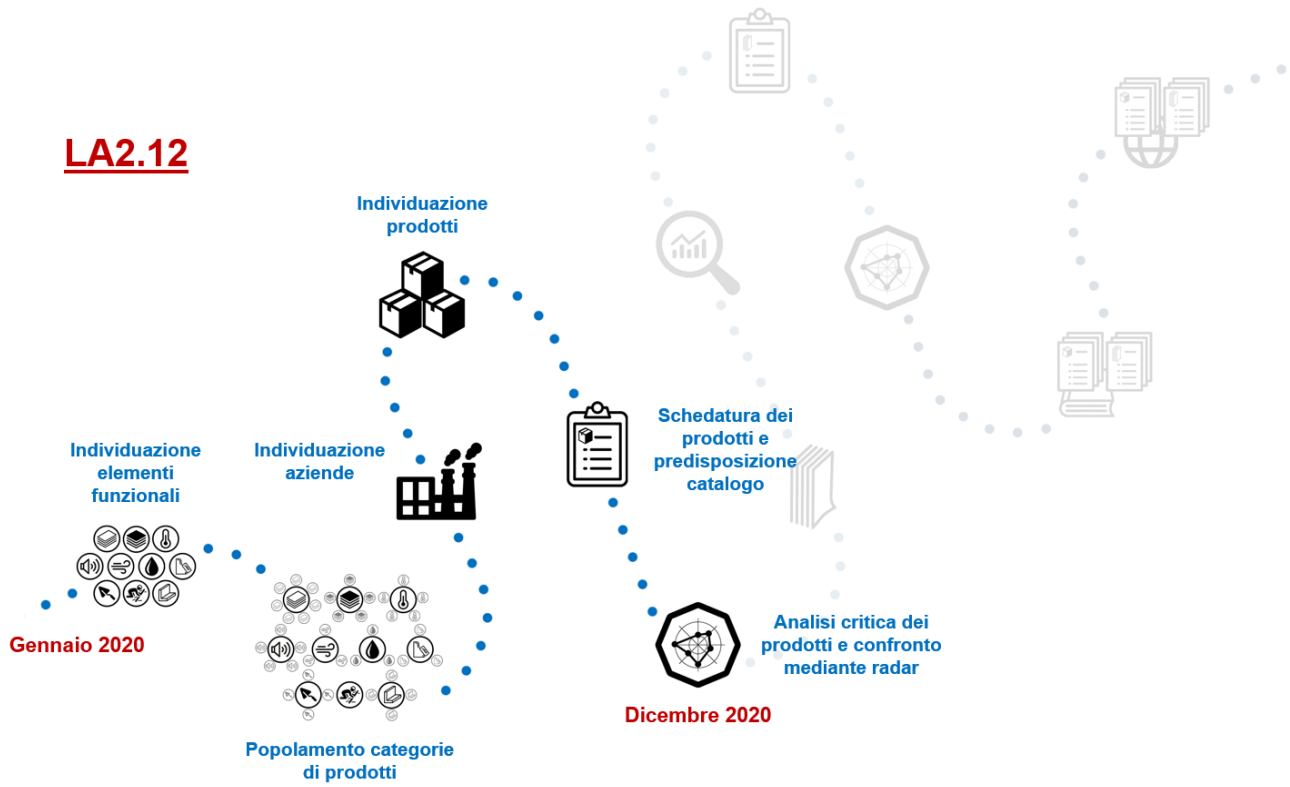 LA2.12
Individuazione
prodotti
Individuazione
elementi
funzionali
Individuazione
aziende
Schedatura dei
prodotti e
predisposizione
catalogo
Gennaio 2020
Analisi critica dei
prodotti e confronto
mediante radar
Dicembre 2020
Popolamento categorie
di prodotti